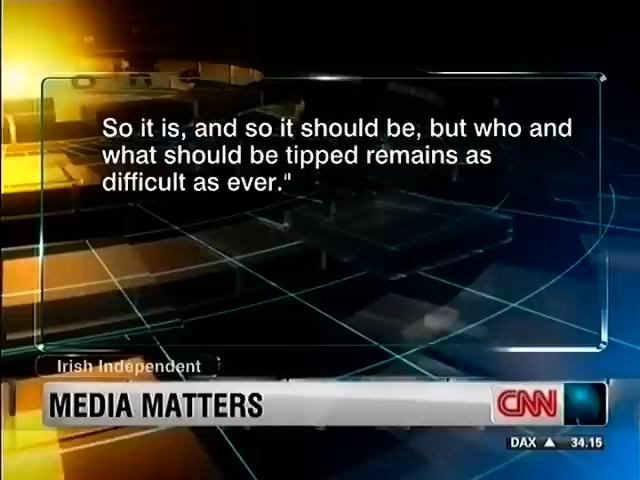 So it is, and so it should be, but who and
what should be tipped remains as
difficult as ever."
Irish Independent
MEDIA MATTERS
CNN
DAX ▲ 34.15